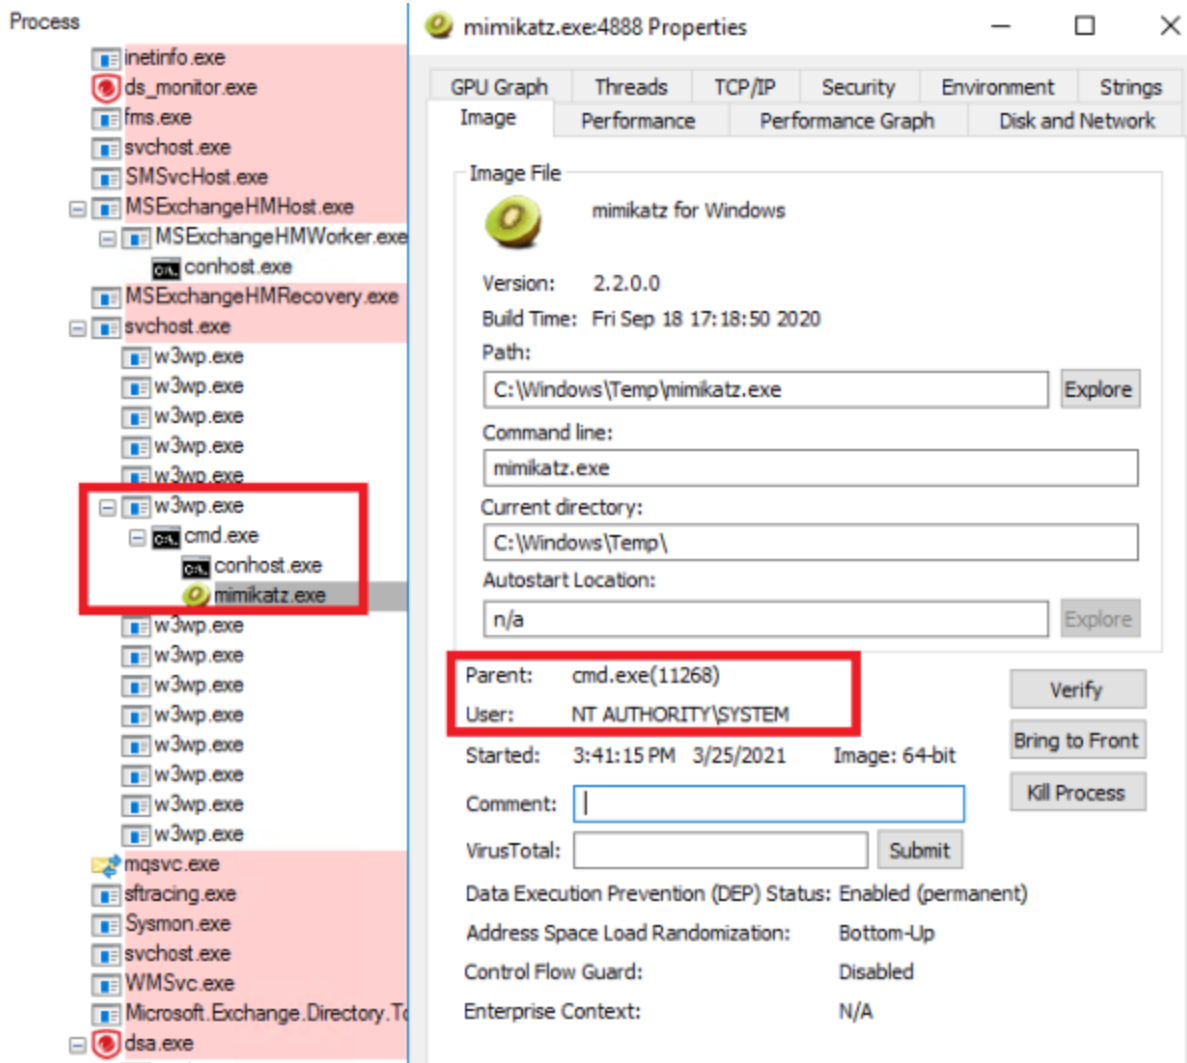 Process
inetinfo.exe
ds_monitor.exe
fms.exe
svchost.exe
SMSvcHost.exe
MSExchangeHMHost.exe
MSExchangeHMWorker.exe
conhost.exe
MSExchangeHMRecovery.exe
svchost.exe
w3wp.exe
w3wp.exe
w3wp.exe
w3wp.exe
w3wp.exe
w3wp.exe
cmd.exe
conhost.exe
mimikatz.exe
w3wp.exe
w3wp.exe
w3wp.exe
w3wp.exe
w3wp.exe
w3wp.exe
w3wp.exe
w3wp.exe
mqsvc.exe
sftracing.exe
Sysmon.exe
svchost.exe
WMSvc.exe
Microsoft.Exchange.Directory.To
dsa.exe
mimikatz.exe:4888 Properties
GPU Graph Threads TCP/IP Security Environment Strings
Image Performance Performance Graph Disk and Network
Image File
mimikatz for Windows
Version: 2.2.0.0
Build Time: Fri Sep 18 17:18:50 2020
Path:
C:\Windows\Temp\mimikatz.exe Explore
Command line:
mimikatz.exe
Current directory:
C:\Windows\Temp\
Autostart Location:
n/a Explore
Parent: cmd.exe(11268)
User: NT AUTHORITY\SYSTEM
Verify
Started: 3:41:15 PM 3/25/2021 Image: 64-bit
Bring to Front
Comment:
Kill Process
VirusTotal: Submit
Data Execution Prevention (DEP) Status: Enabled (permanent)
Address Space Load Randomization: Bottom-Up
Control Flow Guard: Disabled
Enterprise Context: N/A